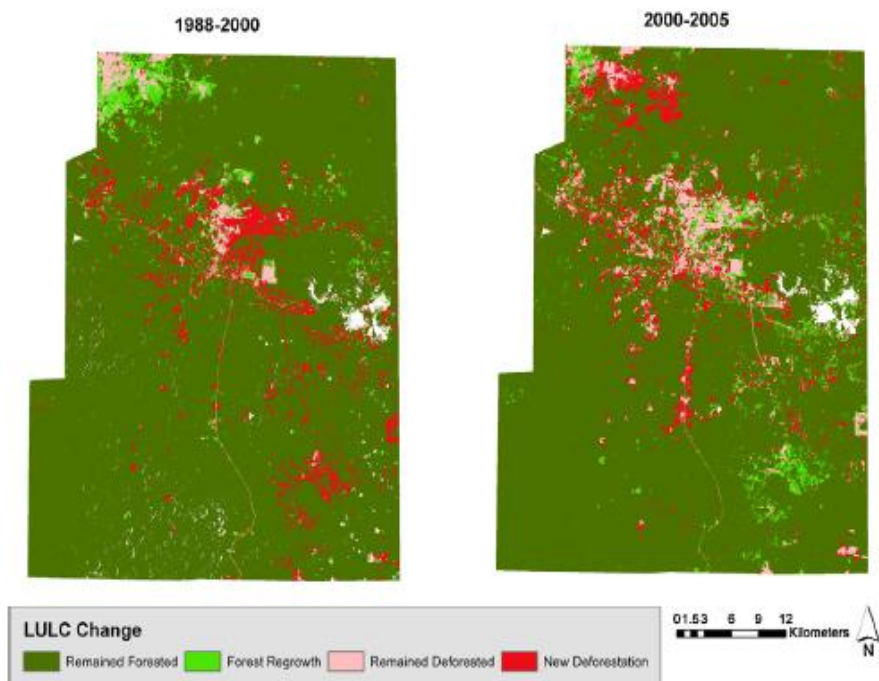 1988-2000
2000-2005
LULC Change
Remained Forested
Forest Regrowth
Remained Deforested
New Deforestation
0 1.5 3 6 9 12
Kilometers
N